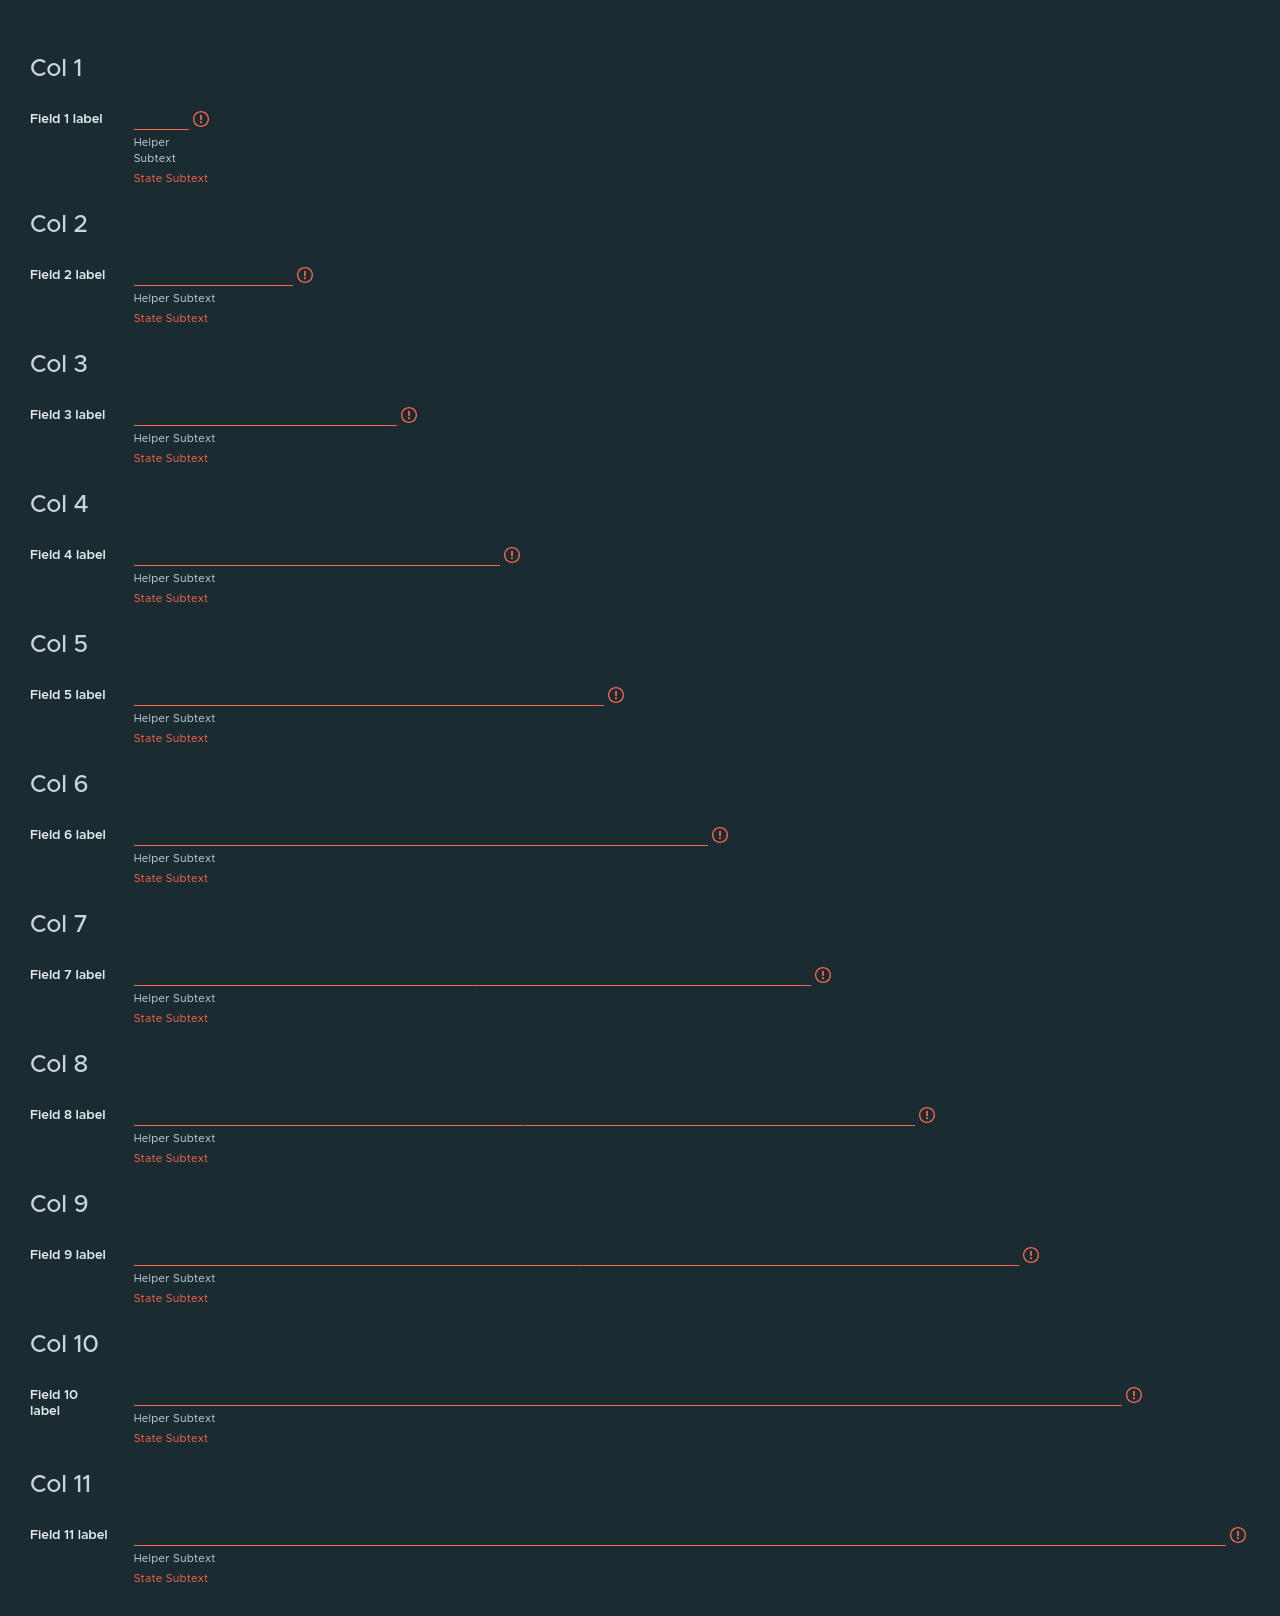 Col 1
Field 1 label
Helper
Subtext
State Subtext
Col 2
Field 2 label
Helper Subtext
State Subtext
Col 3
Field 3 label
Helper Subtext
State Subtext
Col 4
Field 4 label
Helper Subtext
State Subtext
Col 5
Field 5 label
Helper Subtext
State Subtext
Col 6
Field 6 label
Helper Subtext
State Subtext
Col 7
Field 7 label
Helper Subtext
State Subtext
Col 8
Field 8 label
Helper Subtext
State Subtext
Col 9
Field 9 label
Helper Subtext
State Subtext
Col 10
Field 10
label
Helper Subtext
State Subtext
Col 11
Field 11 label
Helper Subtext
State Subtext